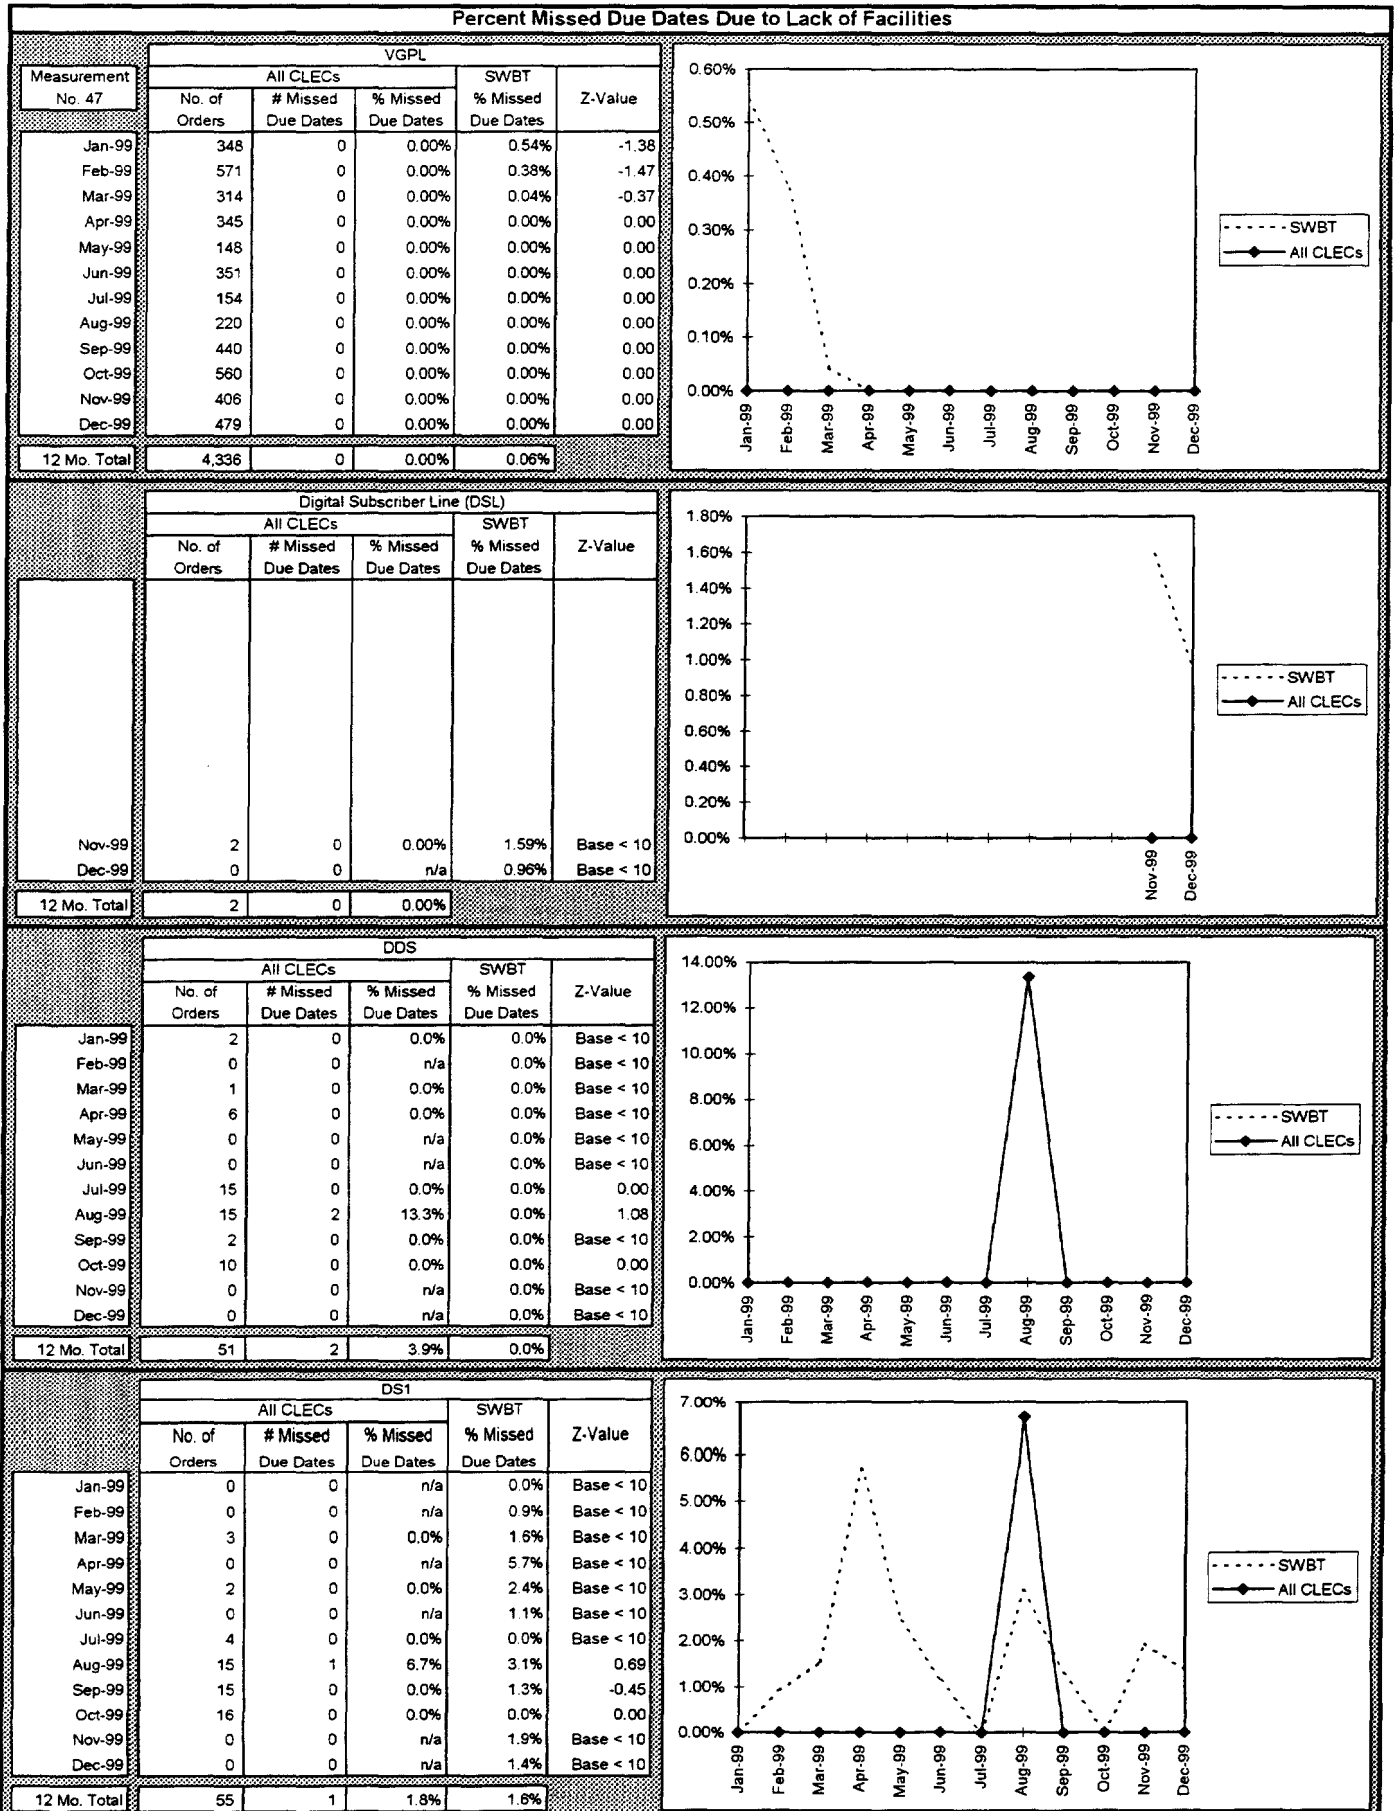 Percent Missed Due Dates Due to Lack of Facilities
Measurement
No. 47
VGPL
All CLECs SWBT
No. of # Missed % Missed % Missed Z-Value
Orders Due Dates Due Dates Due Dates
Jan-99 348 0 0.00% 0.54% -1.38
Feb-99 571 0 0.00% 0.38% -1.47
Mar-99 314 0 0.00% 0.04% -0.37
Apr-99 345 0 0.00% 0.00% 0.00
May-99 148 0 0.00% 0.00% 0.00
Jun-99 351 0 0.00% 0.00% 0.00
Jul-99 154 0 0.00% 0.00% 0.00
Aug-99 220 0 0.00% 0.00% 0.00
Sep-99 440 0 0.00% 0.00% 0.00
Oct-99 560 0 0.00% 0.00% 0.00
Nov-99 406 0 0.00% 0.00% 0.00
Dec-99 479 0 0.00% 0.00% 0.00
12 Mo. Total 4,336 0 0.00% 0.06%
0.60%
0.50%
0.40%
0.30%
0.20%
0.10%
0.00%
Jan-99 Feb-99 Mar-99 Apr-99 May-99 Jun-99 Jul-99 Aug-99 Sep-99 Oct-99 Nov-99 Dec-99
SWBT
All CLECs
Digital Subscriber Line (DSL)
All CLECs SWBT
No. of # Missed % Missed % Missed Z-Value
Orders Due Dates Due Dates Due Dates
Nov-99 2 0 0.00% 1.59% Base < 10
Dec-99 0 0 n/a 0.96% Base < 10
12 Mo. Total 2 0 0.00%
1.80%
1.60%
1.40%
1.20%
1.00%
0.80%
0.60%
0.40%
0.20%
0.00%
Nov-99 Dec-99
SWBT
All CLECs
DDS
All CLECs SWBT
No. of # Missed % Missed % Missed Z-Value
Orders Due Dates Due Dates Due Dates
Jan-99 2 0 0.0% 0.0% Base < 10
Feb-99 0 0 n/a 0.0% Base < 10
Mar-99 1 0 0.0% 0.0% Base < 10
Apr-99 6 0 0.0% 0.0% Base < 10
May-99 0 0 n/a 0.0% Base < 10
Jun-99 0 0 n/a 0.0% Base < 10
Jul-99 15 0 0.0% 0.0% 0.00
Aug-99 15 2 13.3% 0.0% 1.08
Sep-99 2 0 0.0% 0.0% Base < 10
Oct-99 10 0 0.0% 0.0% 0.00
Nov-99 0 0 n/a 0.0% Base < 10
Dec-99 0 0 n/a 0.0% Base < 10
12 Mo. Total 51 2 3.9% 0.0%
14.00%
12.00%
10.00%
8.00%
6.00%
4.00%
2.00%
0.00%
Jan-99 Feb-99 Mar-99 Apr-99 May-99 Jun-99 Jul-99 Aug-99 Sep-99 Oct-99 Nov-99 Dec-99
SWBT
All CLECs
DS1
All CLECs SWBT
No. of # Missed % Missed % Missed Z-Value
Orders Due Dates Due Dates Due Dates
Jan-99 0 0 n/a 0.0% Base < 10
Feb-99 0 0 n/a 0.9% Base < 10
Mar-99 3 0 0.0% 1.6% Base < 10
Apr-99 0 0 n/a 5.7% Base < 10
May-99 2 0 0.0% 2.4% Base < 10
Jun-99 0 0 n/a 1.1% Base < 10
Jul-99 4 0 0.0% 0.0% Base < 10
Aug-99 15 1 6.7% 3.1% 0.69
Sep-99 15 0 0.0% 1.3% -0.45
Oct-99 16 0 0.0% 0.0% 0.00
Nov-99 0 0 n/a 1.9% Base < 10
Dec-99 0 0 n/a 1.4% Base < 10
12 Mo. Total 55 1 1.8% 1.6%
7.00%
6.00%
5.00%
4.00%
3.00%
2.00%
1.00%
0.00%
Jan-99 Feb-99 Mar-99 Apr-99 May-99 Jun-99 Jul-99 Aug-99 Sep-99 Oct-99 Nov-99 Dec-99
SWBT
All CLECs